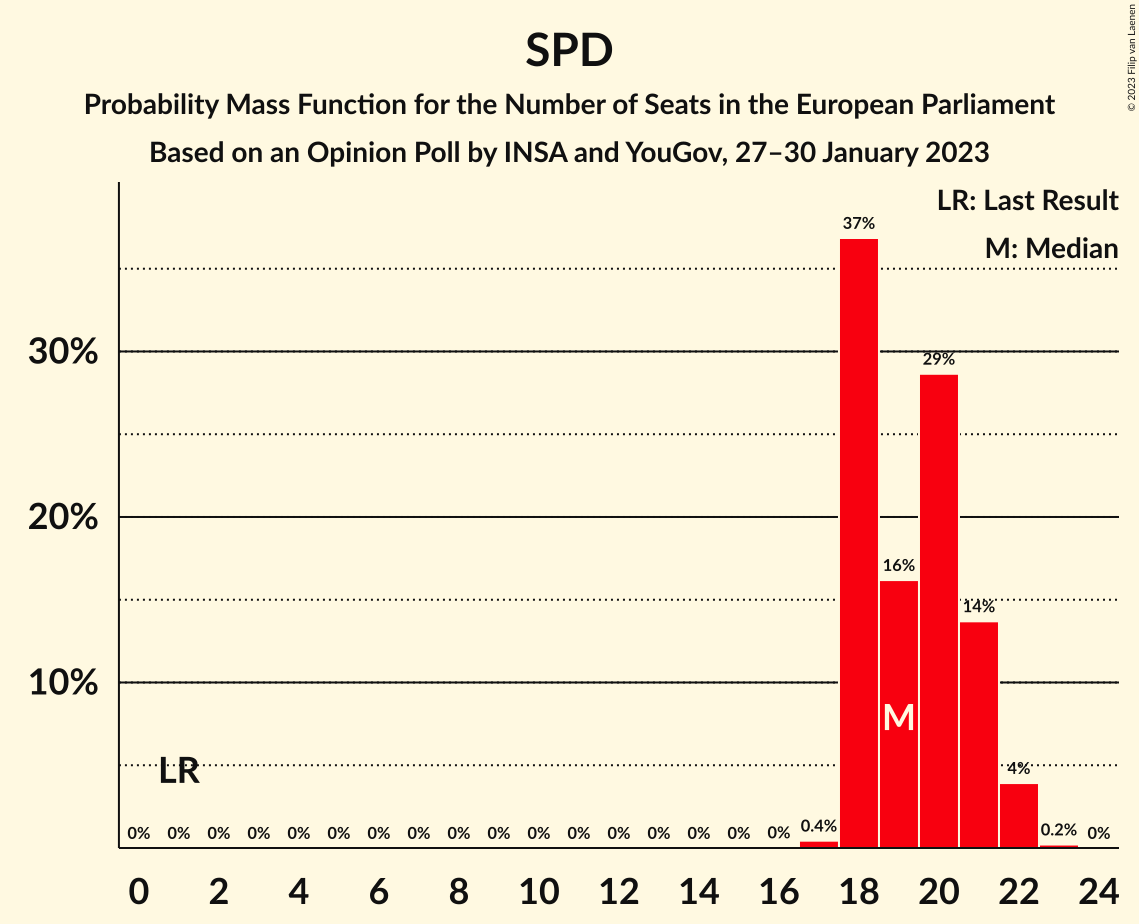 SPD
Probability Mass Function for the Number of Seats in the European Parliament
Based on an Opinion Poll by INSA and YouGov, 27–30 January 2023
© 2023 Filip van Laenen
LR: Last Result
M: Median
37%
30%
29%
20%
16%
14%
10%
M
LR
4%
0% 0% 0% 0% 0% 0% 0% 0% 0% 0% 0% 0% 0% 0% 0% 0% 0% 0.4% 0.2% 0%
0 2 4 6 8 10 12 14 16 18 20 22 24